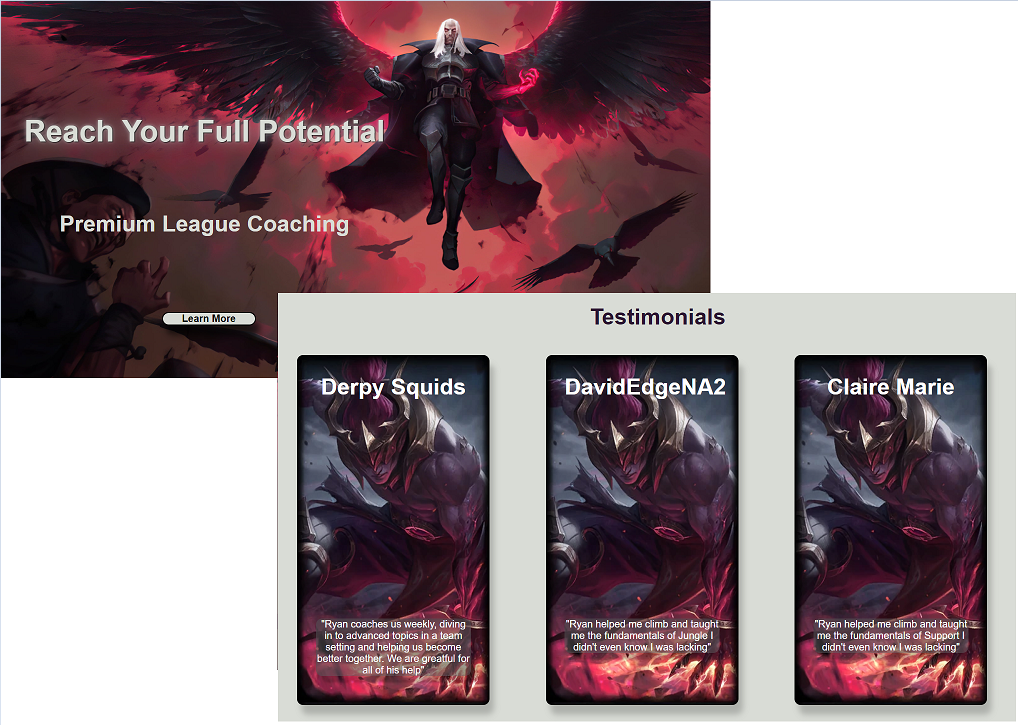 Reach Your Full Potential
Premium League Coaching
Learn More
Testimonials
Derpy Squids
"Ryan coaches us weekly, diving
in to advanced topics in a team
setting and helping us become
better together. We are greatful for
all of his help"
DavidEdgeNA2
"Ryan helped me climb and taught
me the fundamentals of Jungle I
didn't even know I was lacking"
Claire Marie
"Ryan helped me climb and taught
me the fundamentals of Support I
didn't even know I was lacking"